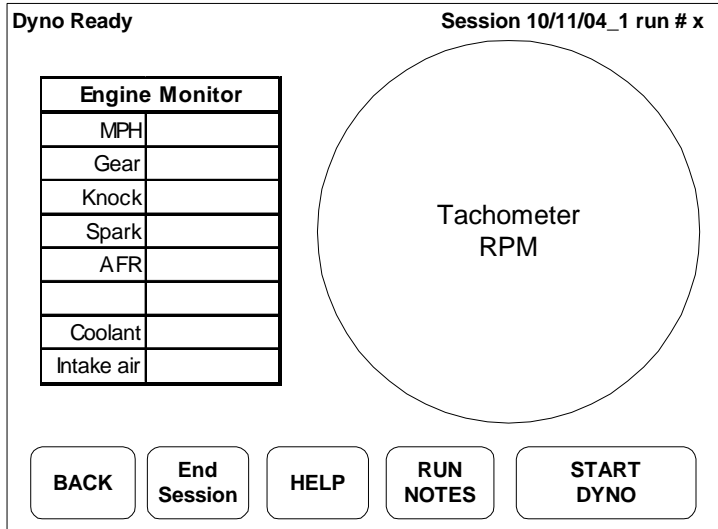 Dyno Ready
Session 10/11/04_1 run # x
Engine Monitor
MPH
Gear
Knock
Spark
AFR
Coolant
Intake air
Tachometer
RPM
BACK
End
Session
HELP
RUN
NOTES
START
DYNO